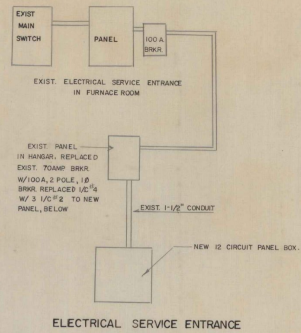 EXIST
MAIN
SWITCH
PANEL
100 A
BRKR.
EXIST. ELECTRICAL SERVICE ENTRANCE
IN FURNACE ROOM
EXIST. PANEL
IN HANGAR, REPLACED
EXIST. 70AMP BRKR.
W/100A, 2 POLE, 1Ø
BRKR. REPLACED 1/C #4
W/ 3 1/C #2 TO NEW
PANEL, BELOW
EXIST. 1-1/2" CONDUIT
NEW 12 CIRCUIT PANEL BOX.
ELECTRICAL SERVICE ENTRANCE